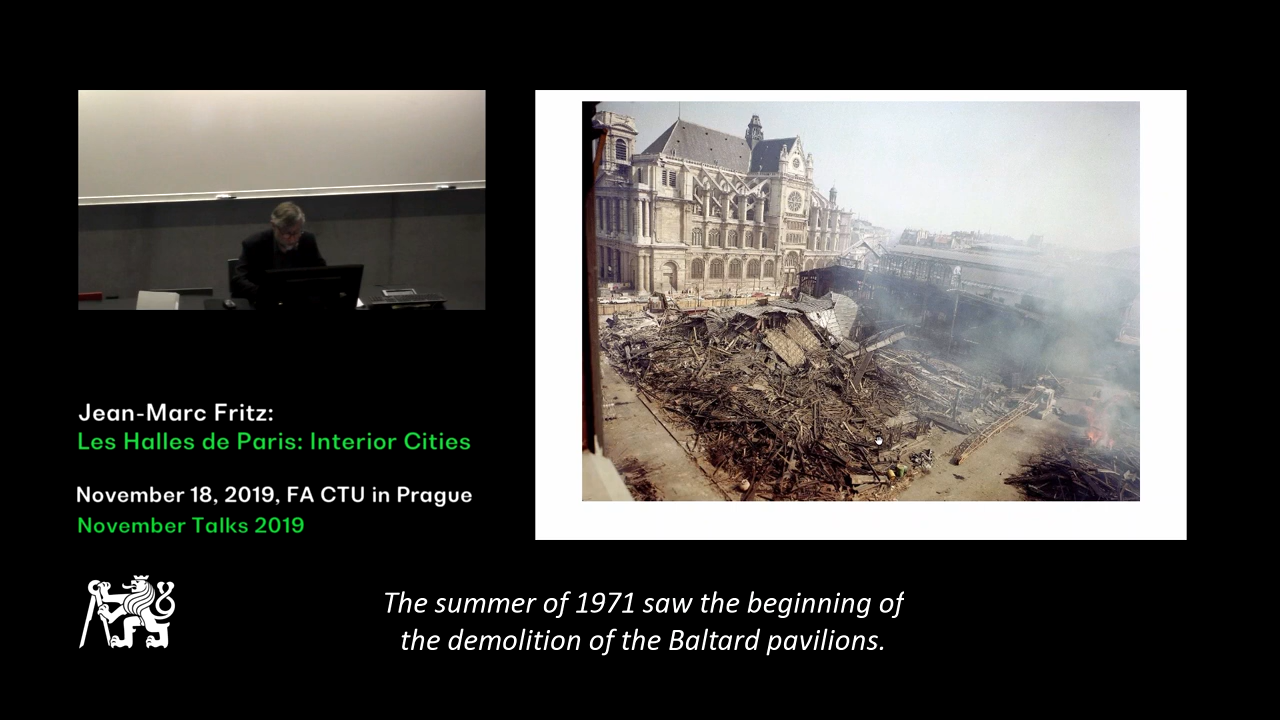 Jean-Marc Fritz:
Les Halles de Paris: Interior Cities
November 18, 2019, FA CTU in Prague
November Talks 2019
The summer of 1971 saw the beginning of
the demolition of the Baltard pavilions.